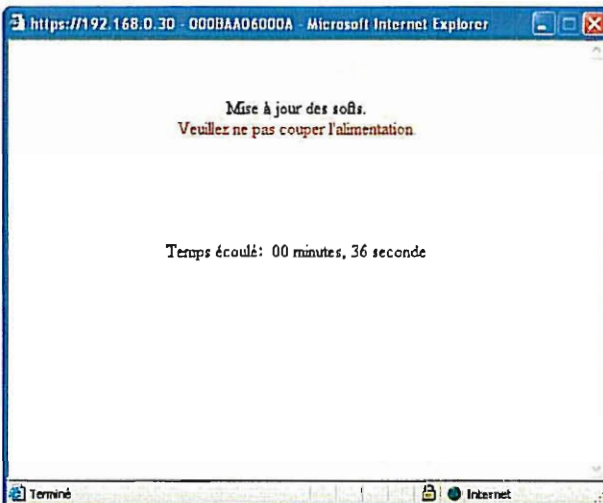 https://192.168.0.30 - 000BAA06000A - Microsoft Internet Explorer
Mise à jour des softs.
Veuillez ne pas couper l'alimentation.
Temps écoulé: 00 minutes, 36 seconde
Terminé
Internet